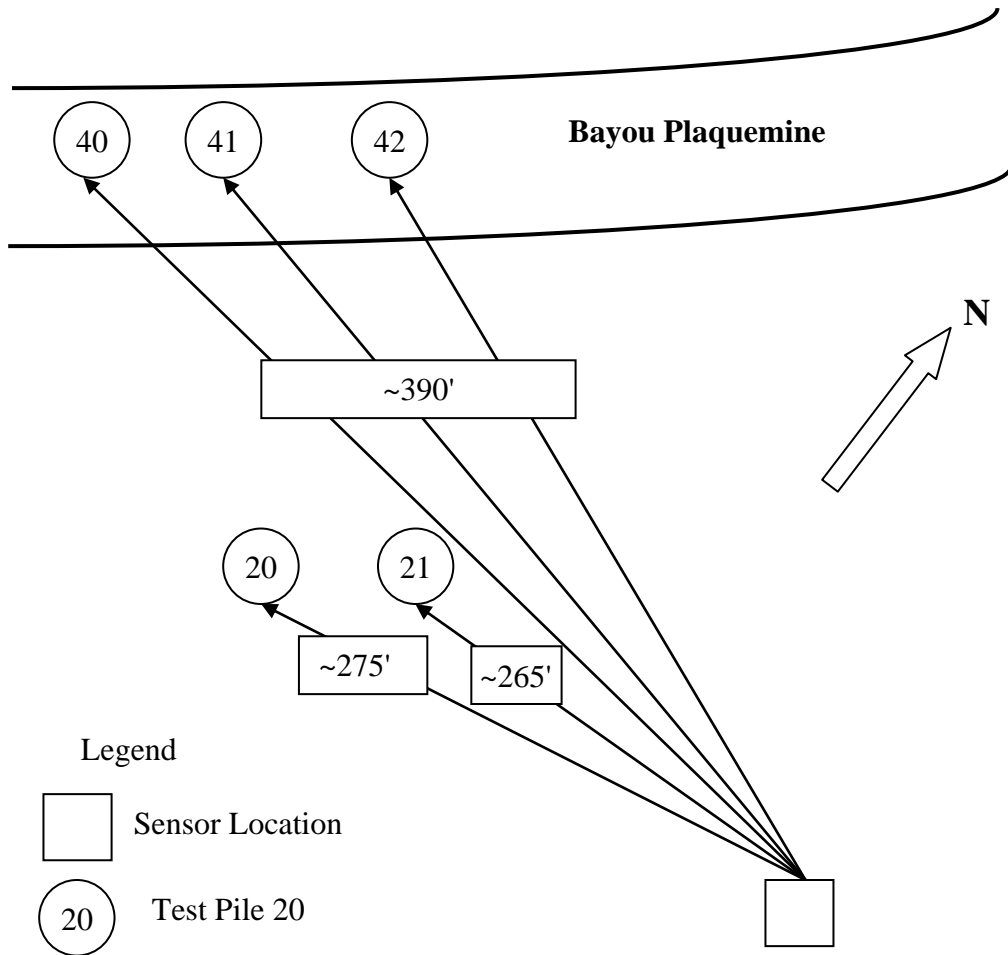 40
41
42
Bayou Plaquemine
N
~390'
20
21
~275'
~265'
Legend
Sensor Location
20
Test Pile 20